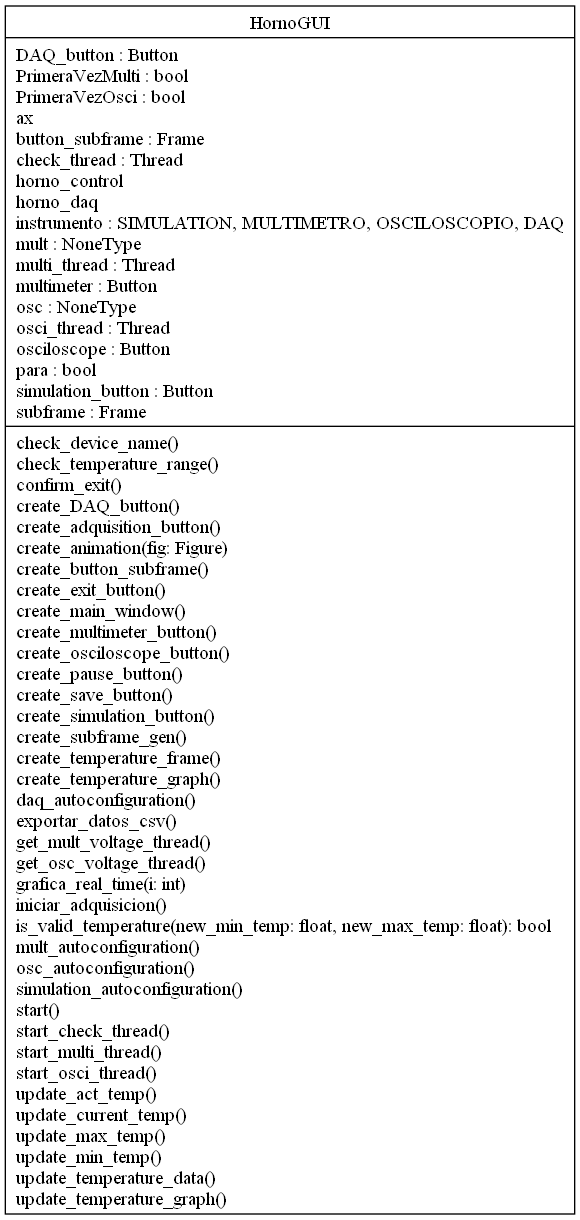 HornoGUI
DAQ_button : Button
PrimeraVezMulti : bool
PrimeraVezOsci : bool
ax
button_subframe : Frame
check_thread : Thread
horno_control
horno_daq
instrumento : SIMULATION, MULTIMETRO, OSCILOSCOPIO, DAQ
mult : NoneType
multi_thread : Thread
multimeter : Button
osc : NoneType
osci_thread : Thread
osciloscope : Button
para : bool
simulation_button : Button
subframe : Frame
check_device_name()
check_temperature_range()
confirm_exit()
create_DAQ_button()
create_adquisition_button()
create_animation(fig: Figure)
create_button_subframe()
create_exit_button()
create_main_window()
create_multimeter_button()
create_osciloscope_button()
create_pause_button()
create_save_button()
create_simulation_button()
create_subframe_gen()
create_temperature_frame()
create_temperature_graph()
daq_autoconfiguration()
exportar_datos_csv()
get_mult_voltage_thread()
get_osc_voltage_thread()
grafica_real_time(i: int)
iniciar_adquisicion()
is_valid_temperature(new_min_temp: float, new_max_temp: float): bool
mult_autoconfiguration()
osc_autoconfiguration()
simulation_autoconfiguration()
start()
start_check_thread()
start_multi_thread()
start_osci_thread()
update_act_temp()
update_current_temp()
update_max_temp()
update_min_temp()
update_temperature_data()
update_temperature_graph()